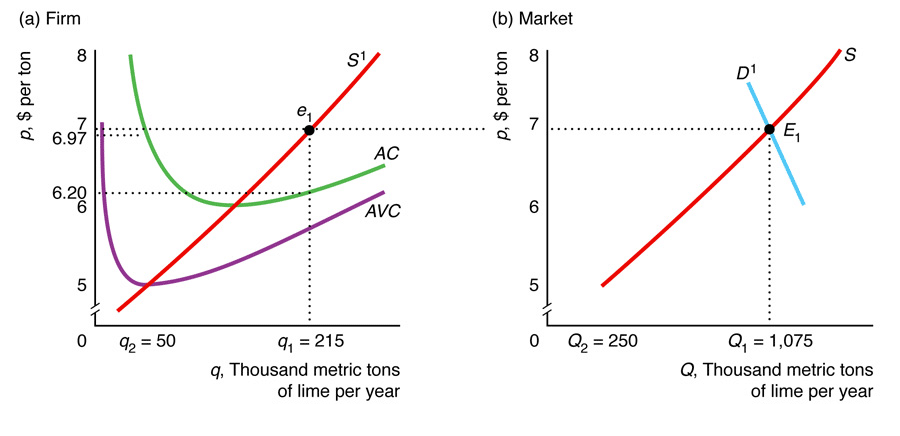 (a) Firm
p, $ per ton
8
7
6.97
6.20
6
5
0
S¹
e₁
AC
AVC
q₂ = 50
q₁ = 215
q, Thousand metric tons
of lime per year
(b) Market
p, $ per ton
8
7
6
5
0
D¹
S
E₁
Q₂ = 250
Q₁ = 1,075
Q, Thousand metric tons
of lime per year